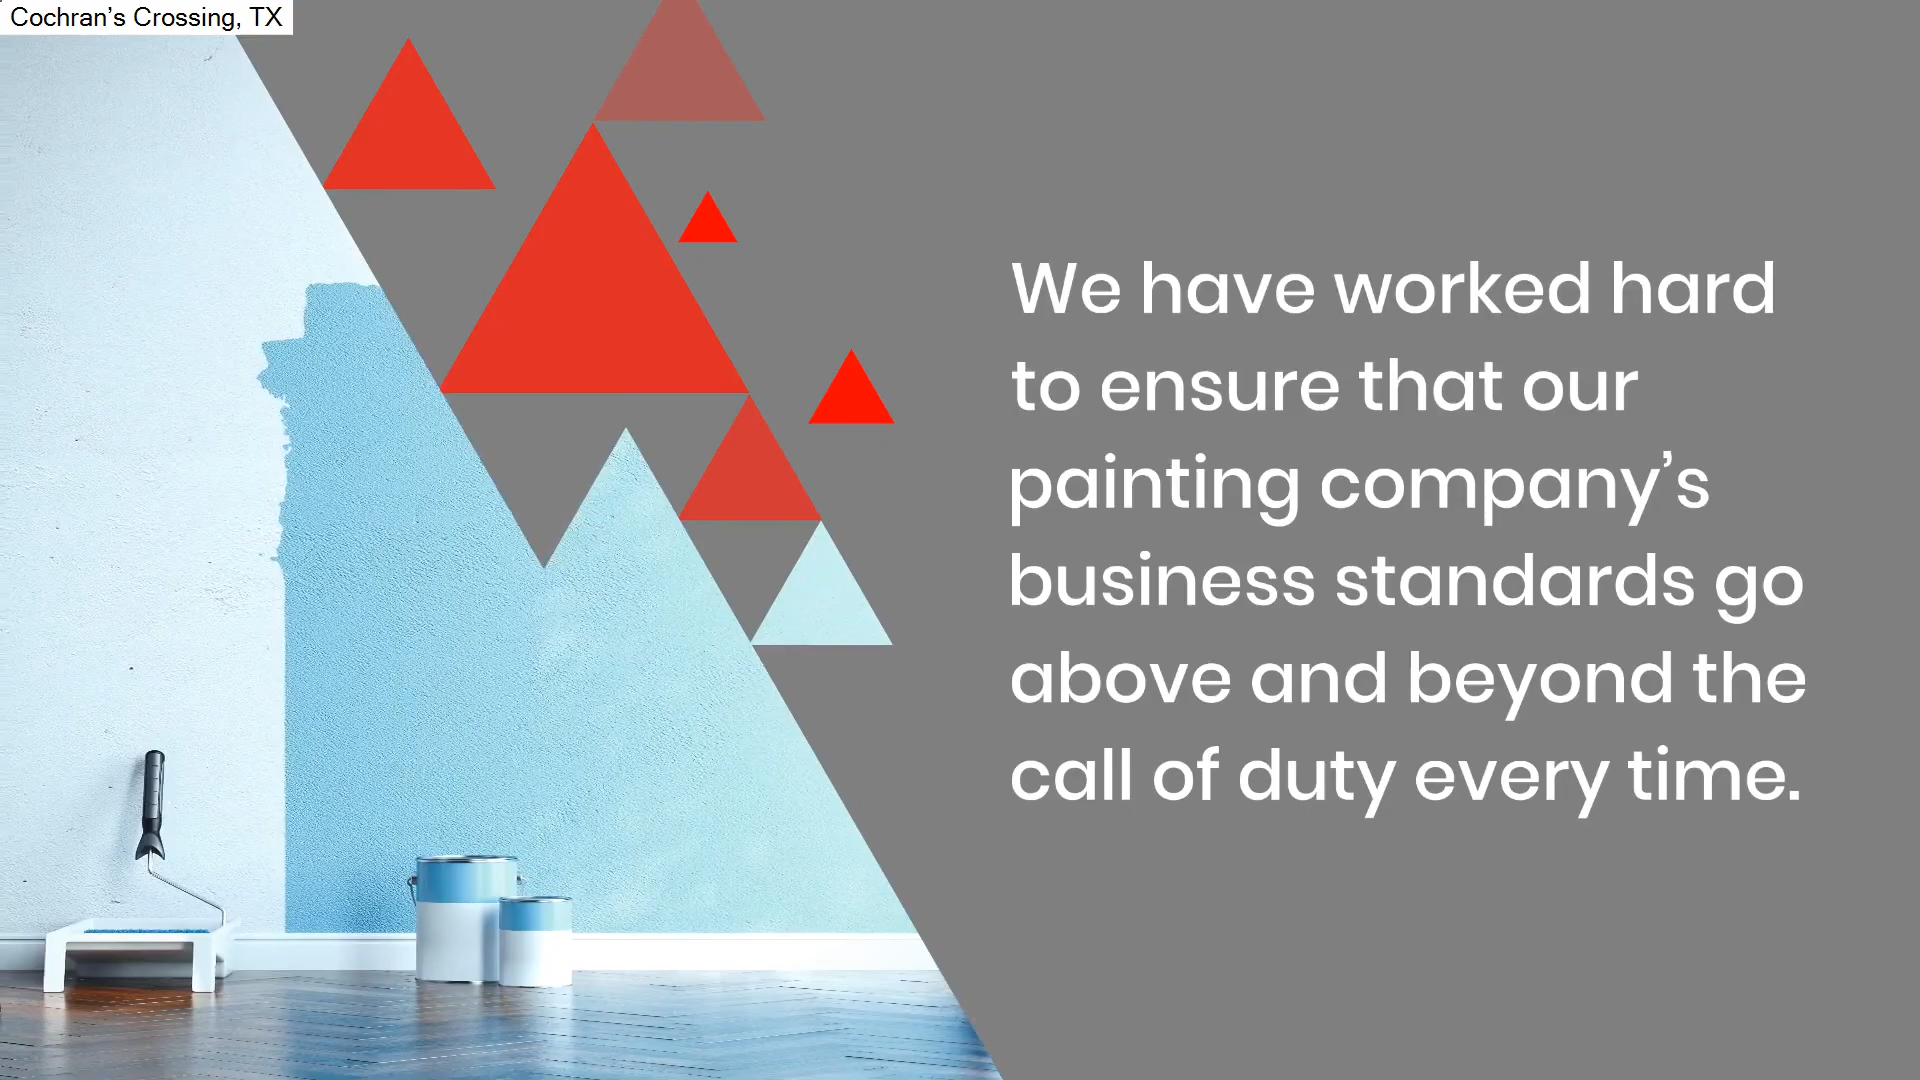 Cochran’s Crossing, TX
We have worked hard
to ensure that our
painting company’s
business standards go
above and beyond the
call of duty every time.